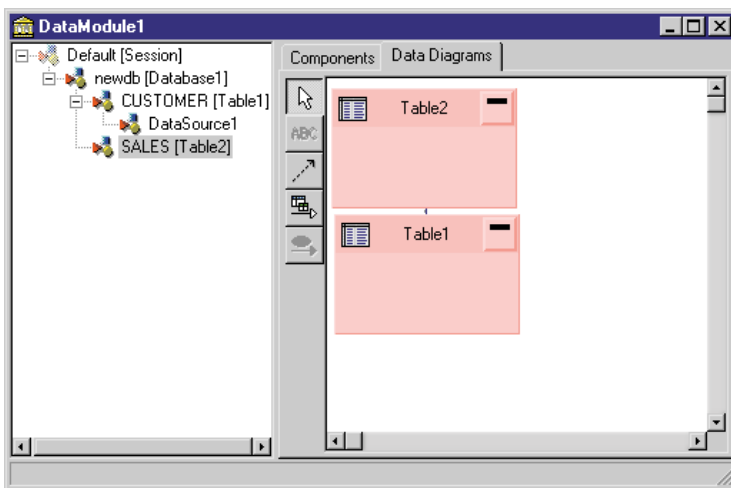 DataModule1
Default [Session]
newdb [Database1]
CUSTOMER [Table1]
DataSource1
SALES [Table2]
Components
Data Diagrams
ABC
Table2
Table1